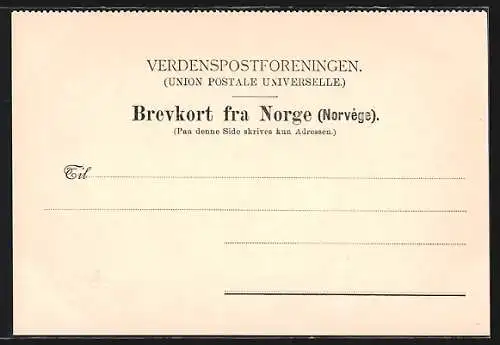 VERDENSPOSTFORENINGEN.
(UNION POSTALE UNIVERSELLE.)
Brevkort fra Norge (Norvège).
(Paa denne Side skrives kun Adressen.)
Til